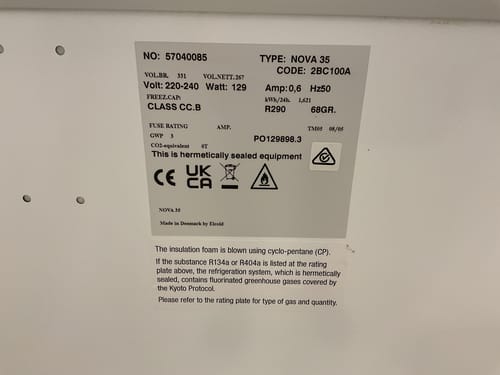 NO: 57040085 TYPE: NOVA 35
CODE: 2BC100A
VOL.BR. 331 VOL.NETT.267
Volt: 220-240 Watt: 129 Amp:0,6 Hz50
FREEZ.CAP: kWh/24h. 1,621
CLASS CC.B R290 68GR.
FUSE RATING AMP. TM05 08/05
GWP 3 PO129898.3
CO2-equivalent 0T
This is hermetically sealed equipment
CE UK
CA
NOVA 35
Made in Denmark by Elcold
The insulation foam is blown using cyclo-pentane (CP).
If the substance R134a or R404a is listed at the rating
plate above, the refrigeration system, which is hermetically
sealed, contains fluorinated greenhouse gases covered by
the Kyoto Protocol.
Please refer to the rating plate for type of gas and quantity.